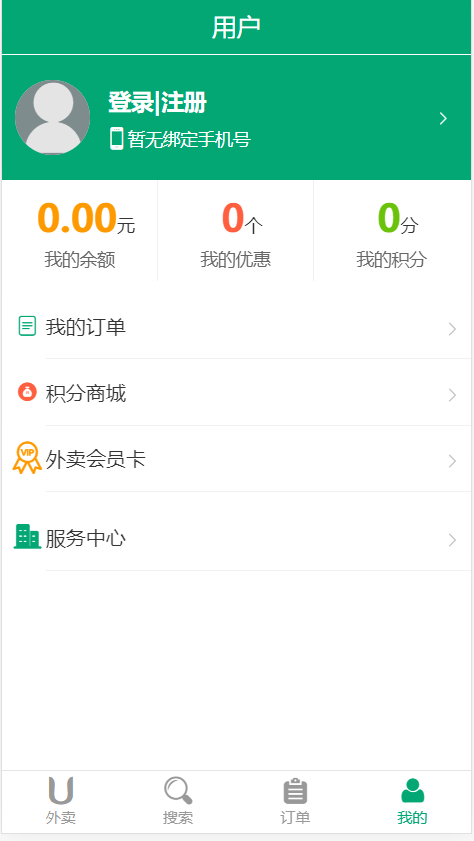 用户
登录|注册
暂无绑定手机号
0.00元
0个
0分
我的余额
我的优惠
我的积分
我的订单
积分商城
VIP
外卖会员卡
服务中心
U
外卖
搜索
订单
我的